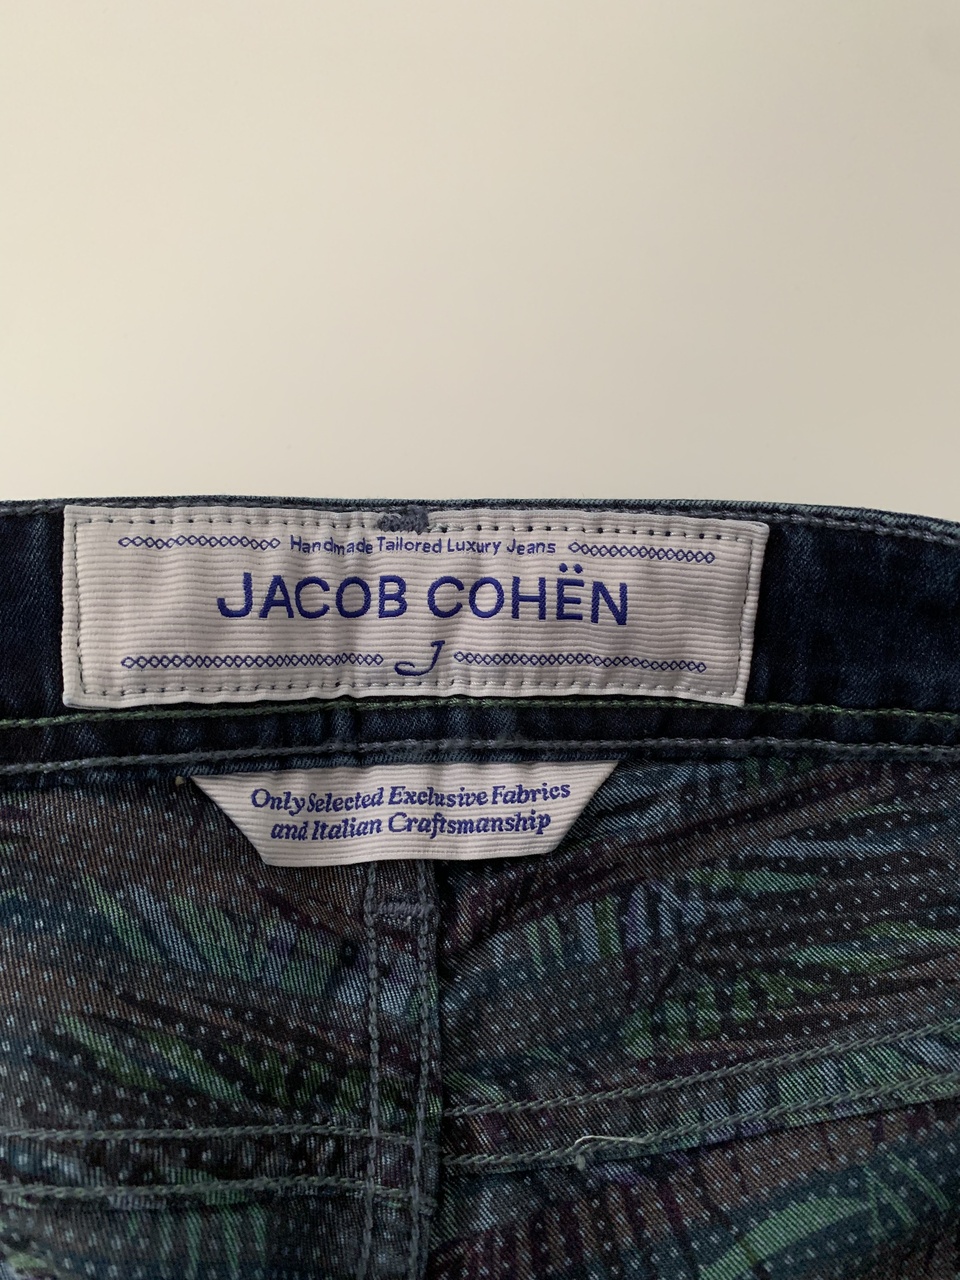 Handmade Tailored Luxury Jeans
JACOB COHËN
J
Only Selected Exclusive Fabrics
and Italian Craftsmanship